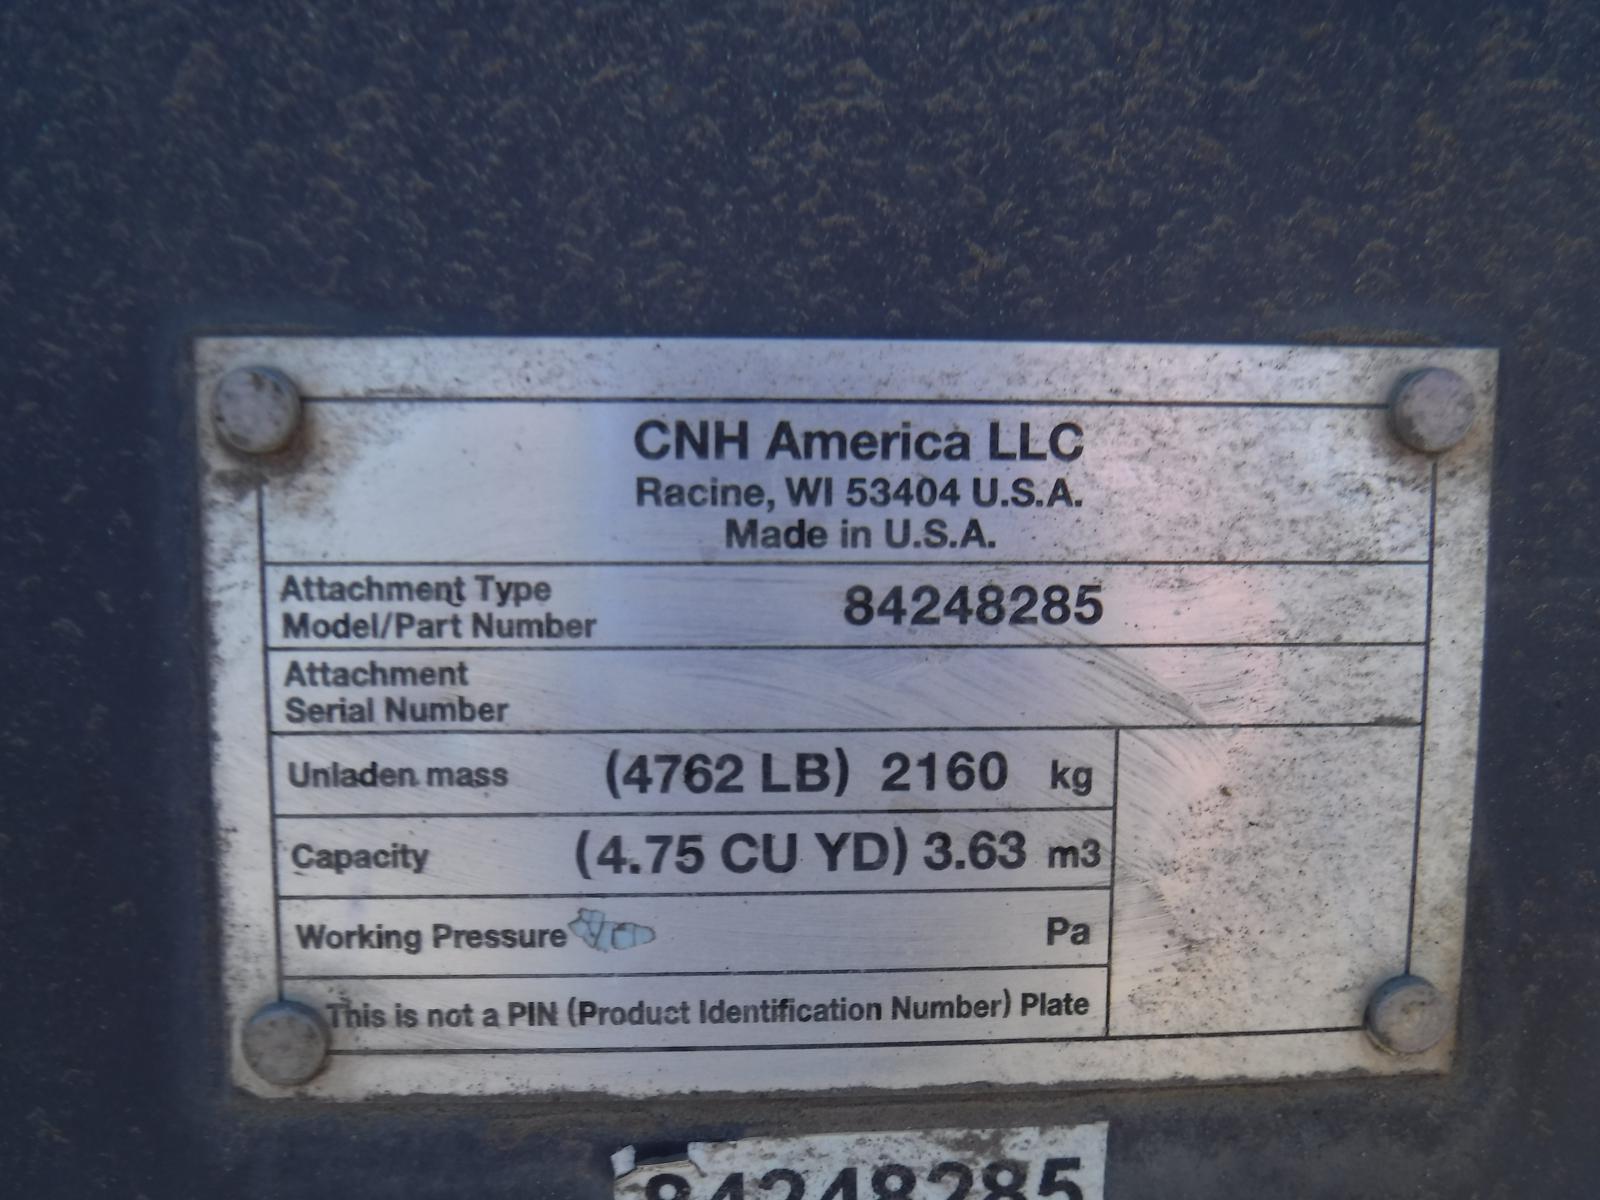 CNH America LLC
Racine, WI 53404 U.S.A.
Made in U.S.A.
Attachment Type
Model/Part Number 84248285
Attachment
Serial Number
Unladen mass (4762 LB) 2160 kg
Capacity (4.75 CU YD) 3.63 m3
Working Pressure Pa
This is not a PIN (Product Identification Number) Plate
84248285